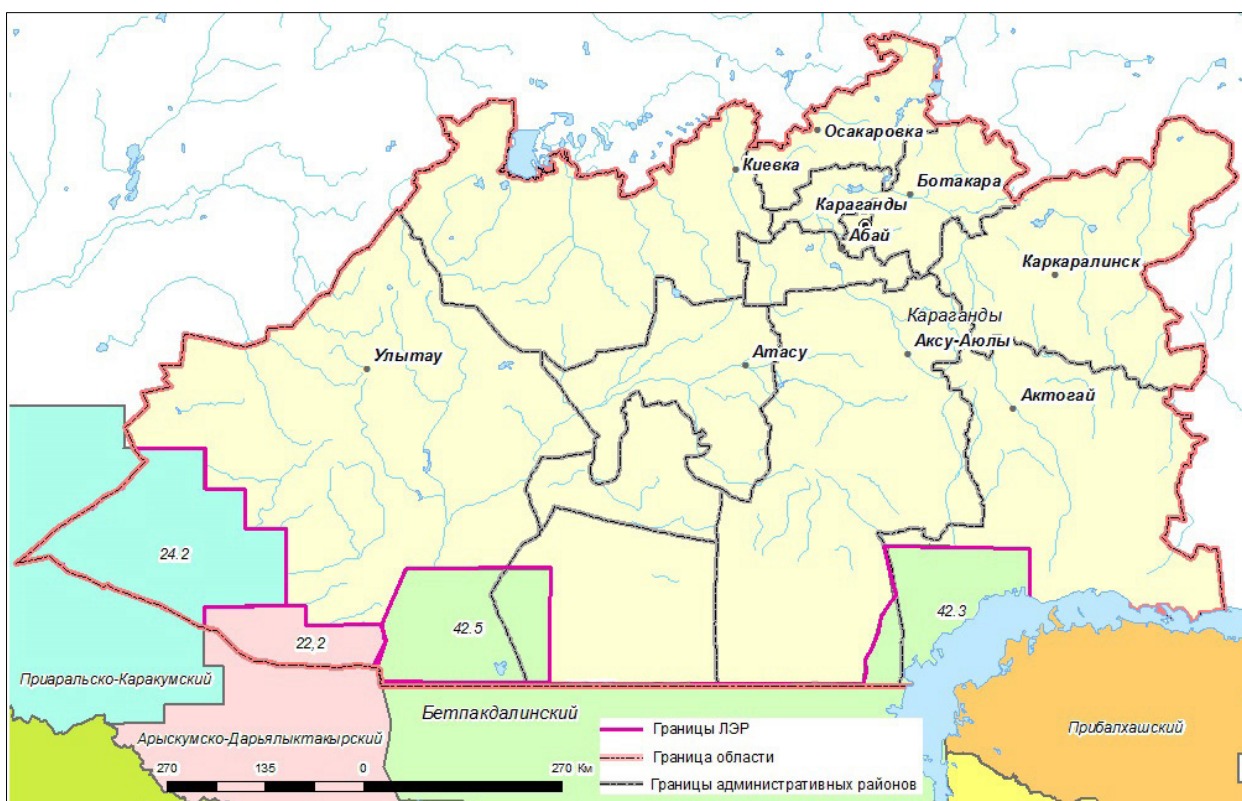 Осакаровка
Киевка
Ботакара
Караганды
Абай
Каркаралинск
Караганды
Улытау
Атасу
Аксу-Аюлы
Актогай
24.2
42.3
42.5
22,2
Приаральско-Каракумский
Бетпакдалинский
Арыскумско-Дарьялыктакырский
Прибалхашский
Границы ЛЭР
Граница области
Границы административных районов
270 135 0 270 Км